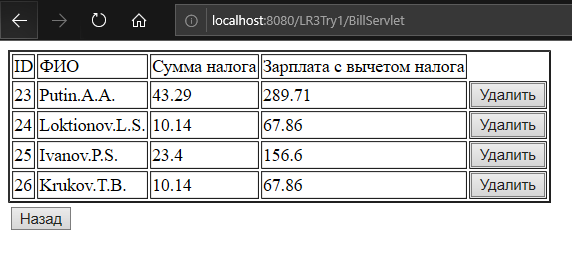 localhost:8080/LR3Try1/BillServlet
ID ФИО Сумма налога Зарплата с вычетом налога
23 Putin.A.A. 43.29 289.71 Удалить
24 Loktionov.L.S. 10.14 67.86 Удалить
25 Ivanov.P.S. 23.4 156.6 Удалить
26 Krukov.T.B. 10.14 67.86 Удалить
Назад